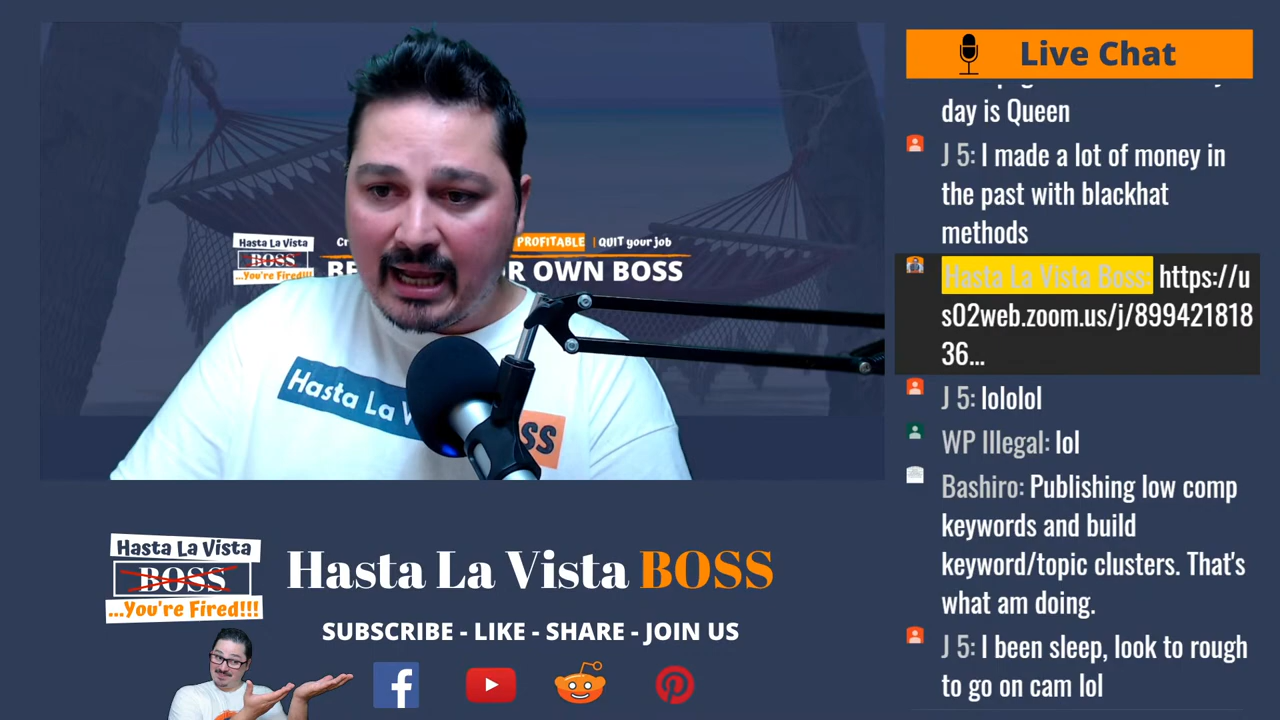 Hasta La Vista
BOSS
...You're Fired!!!
PROFITABLE | QUIT your job
OR OWN BOSS
Hasta La
SS
Hasta La Vista
BOSS
...You're Fired!!!
Hasta La Vista BOSS
SUBSCRIBE - LIKE - SHARE - JOIN US
Live Chat
day is Queen
J 5: I made a lot of money in
the past with blackhat
methods
Hasta La Vista Boss: https://u
s02web.zoom.us/j/899421818
36...
J 5: lololol
WP Illegal: lol
Bashiro: Publishing low comp
keywords and build
keyword/topic clusters. That's
what am doing.
J 5: I been sleep, look to rough
to go on cam lol